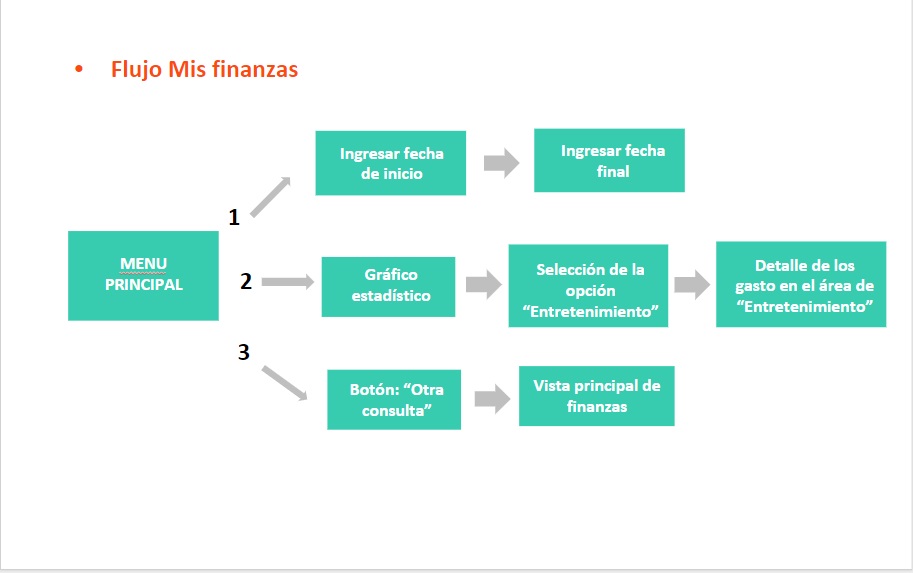 • Flujo Mis finanzas
Ingresar fecha
de inicio
Ingresar fecha
final
1
MENU
PRINCIPAL
2
Gráfico
estadístico
Selección de la
opción
“Entretenimiento”
Detalle de los
gasto en el área de
“Entretenimiento”
3
Botón: “Otra
consulta”
Vista principal de
finanzas